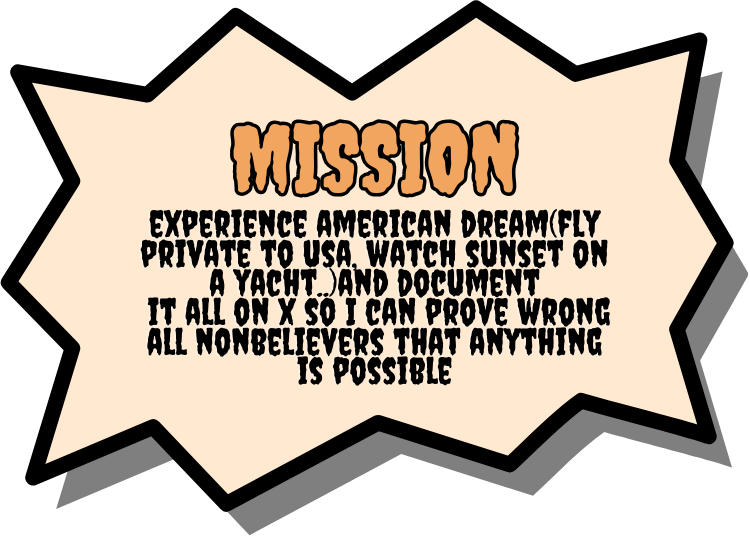 MISSION
EXPERIENCE AMERICAN DREAM(FLY
PRIVATE TO USA, WATCH SUNSET ON
A YACHT..)AND DOCUMENT
IT ALL ON X SO I CAN PROVE WRONG
ALL NONBELIEVERS THAT ANYTHING
IS POSSIBLE